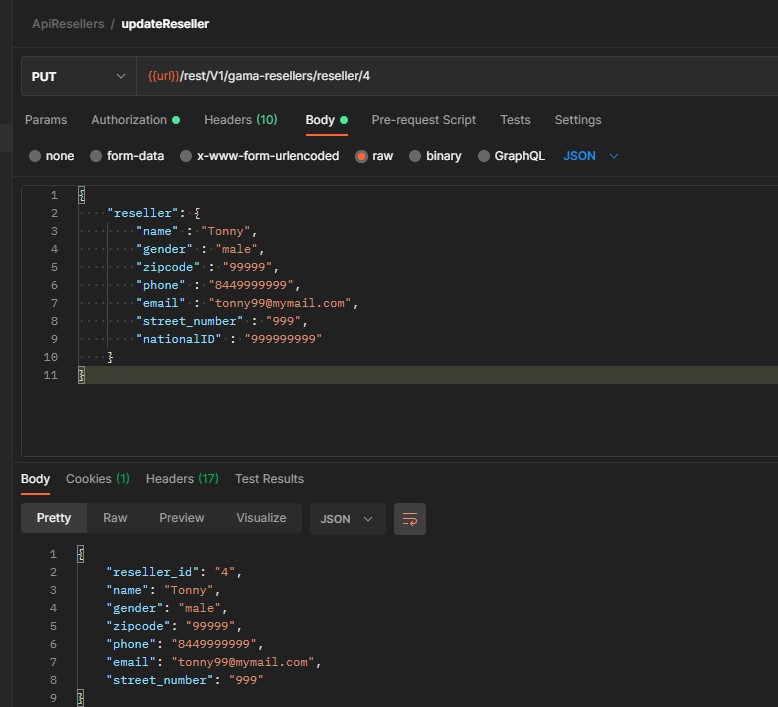 ApiResellers / updateReseller
PUT {{url}}/rest/V1/gama-resellers/reseller/4
Params Authorization Headers (10) Body Pre-request Script Tests Settings
none form-data x-www-form-urlencoded raw binary GraphQL JSON
1 {
2 "reseller": {
3 "name" : "Tonny",
4 "gender" : "male",
5 "zipcode" : "99999",
6 "phone" : "8449999999",
7 "email" : "tonny99@mymail.com",
8 "street_number" : "999",
9 "nationalID" : "999999999"
10 }
11 }
Body Cookies (1) Headers (17) Test Results
Pretty Raw Preview Visualize JSON
1 {
2 "reseller_id": "4",
3 "name": "Tonny",
4 "gender": "male",
5 "zipcode": "99999",
6 "phone": "8449999999",
7 "email": "tonny99@mymail.com",
8 "street_number": "999"
9 }